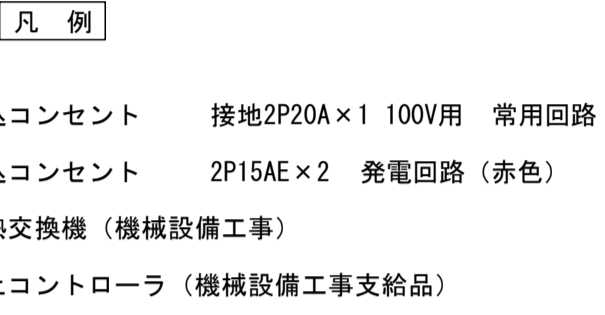 凡 例
コンセント 接地2P20A×1 100V用 常用回路
コンセント 2P15AE×2 発電回路（赤色）
交換機（機械設備工事）
コントローラ（機械設備工事支給品）